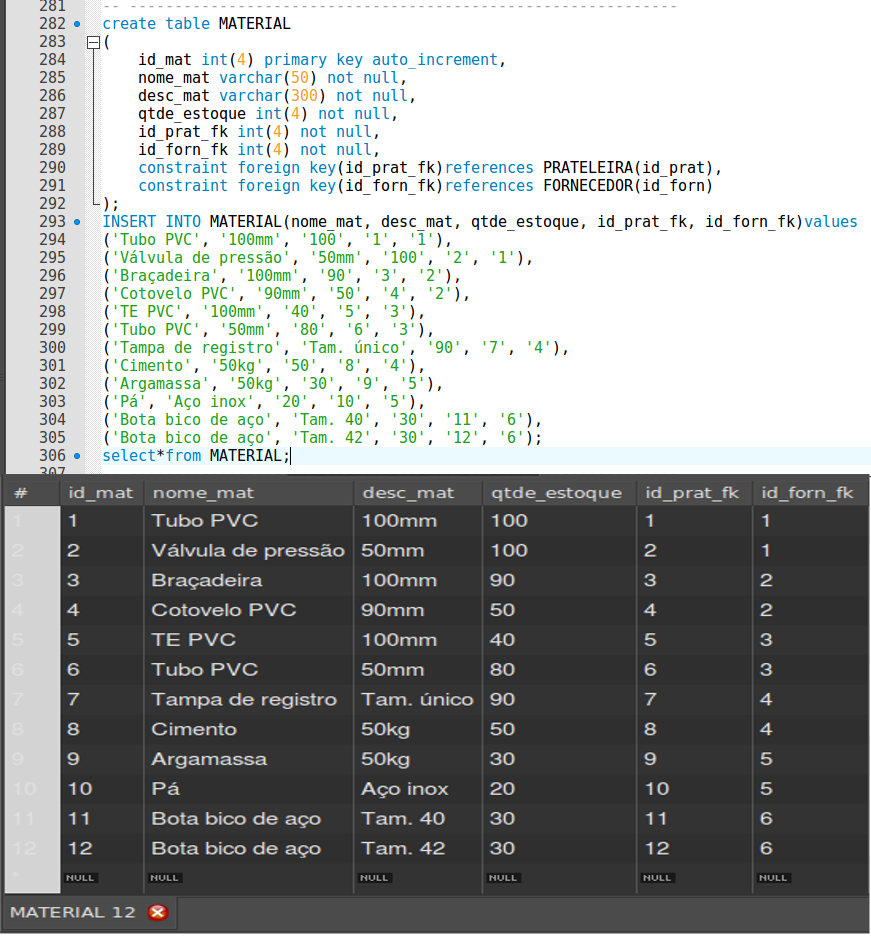 281 -- ----------------------------------------------------------------
282 create table MATERIAL
283 (
284 id_mat int(4) primary key auto_increment,
285 nome_mat varchar(50) not null,
286 desc_mat varchar(300) not null,
287 qtde_estoque int(4) not null,
288 id_prat_fk int(4) not null,
289 id_forn_fk int(4) not null,
290 constraint foreign key(id_prat_fk)references PRATELEIRA(id_prat),
291 constraint foreign key(id_forn_fk)references FORNECEDOR(id_forn)
292 );
293 INSERT INTO MATERIAL(nome_mat, desc_mat, qtde_estoque, id_prat_fk, id_forn_fk)values
294 ('Tubo PVC', '100mm', '100', '1', '1'),
295 ('Válvula de pressão', '50mm', '100', '2', '1'),
296 ('Braçadeira', '100mm', '90', '3', '2'),
297 ('Cotovelo PVC', '90mm', '50', '4', '2'),
298 ('TE PVC', '100mm', '40', '5', '3'),
299 ('Tubo PVC', '50mm', '80', '6', '3'),
300 ('Tampa de registro', 'Tam. único', '90', '7', '4'),
301 ('Cimento', '50kg', '50', '8', '4'),
302 ('Argamassa', '50kg', '30', '9', '5'),
303 ('Pá', 'Aço inox', '20', '10', '5'),
304 ('Bota bico de aço', 'Tam. 40', '30', '11', '6'),
305 ('Bota bico de aço', 'Tam. 42', '30', '12', '6');
306 select*from MATERIAL;
307
# id_mat nome_mat desc_mat qtde_estoque id_prat_fk id_forn_fk
1 1 Tubo PVC 100mm 100 1 1
2 2 Válvula de pressão 50mm 100 2 1
3 3 Braçadeira 100mm 90 3 2
4 4 Cotovelo PVC 90mm 50 4 2
5 5 TE PVC 100mm 40 5 3
6 6 Tubo PVC 50mm 80 6 3
7 7 Tampa de registro Tam. único 90 7 4
8 8 Cimento 50kg 50 8 4
9 9 Argamassa 50kg 30 9 5
10 10 Pá Aço inox 20 10 5
11 11 Bota bico de aço Tam. 40 30 11 6
12 12 Bota bico de aço Tam. 42 30 12 6
* NULL NULL NULL NULL NULL NULL
MATERIAL 12